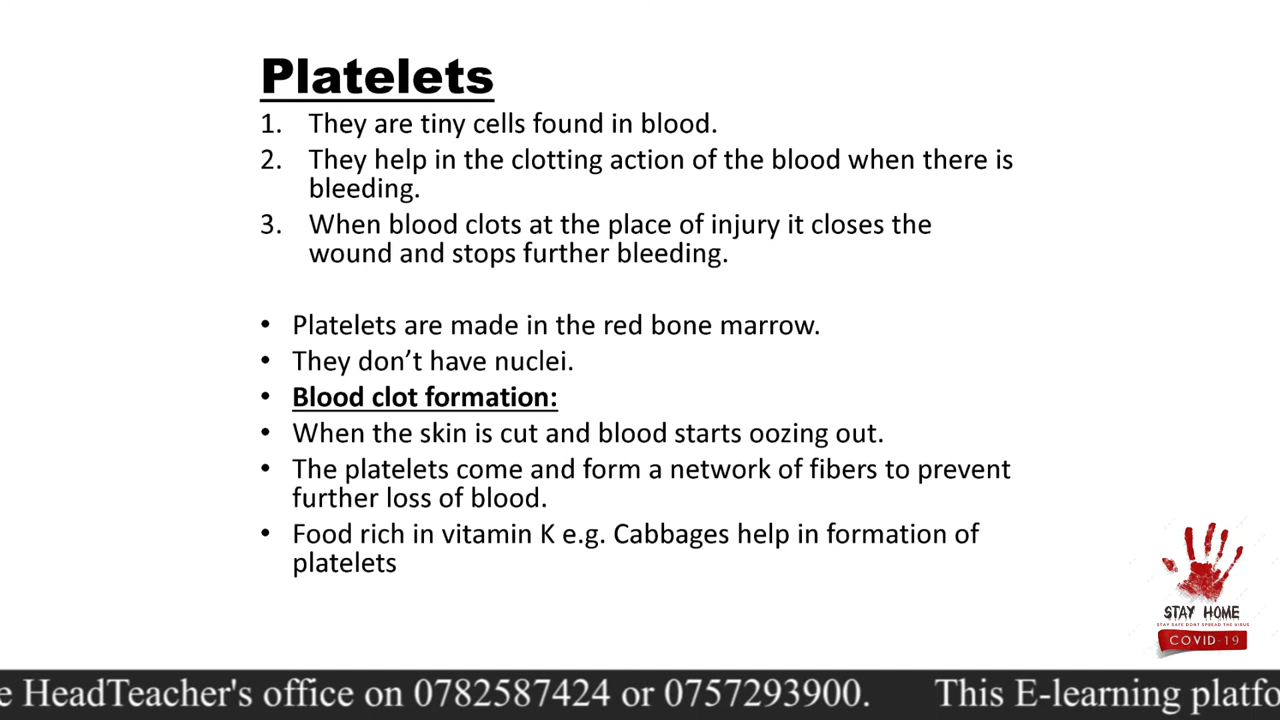 Platelets
1. They are tiny cells found in blood.
2. They help in the clotting action of the blood when there is
bleeding.
3. When blood clots at the place of injury it closes the
wound and stops further bleeding.
• Platelets are made in the red bone marrow.
• They don’t have nuclei.
• Blood clot formation:
• When the skin is cut and blood starts oozing out.
• The platelets come and form a network of fibers to prevent
further loss of blood.
• Food rich in vitamin K e.g. Cabbages help in formation of
platelets
STAY HOME
STAY SAFE DONT SPREAD THE VIRUS
COVID-19
e HeadTeacher's office on 0782587424 or 0757293900. This E-learning platfo